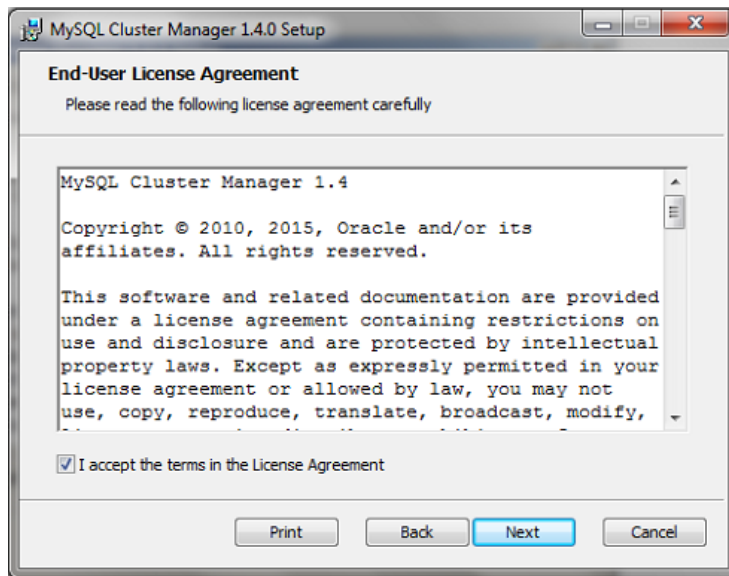 MySQL Cluster Manager 1.4.0 Setup
End-User License Agreement
Please read the following license agreement carefully
MySQL Cluster Manager 1.4
Copyright © 2010, 2015, Oracle and/or its
affiliates. All rights reserved.
This software and related documentation are provided
under a license agreement containing restrictions on
use and disclosure and are protected by intellectual
property laws. Except as expressly permitted in your
license agreement or allowed by law, you may not
use, copy, reproduce, translate, broadcast, modify,
I accept the terms in the License Agreement
Print Back Next Cancel